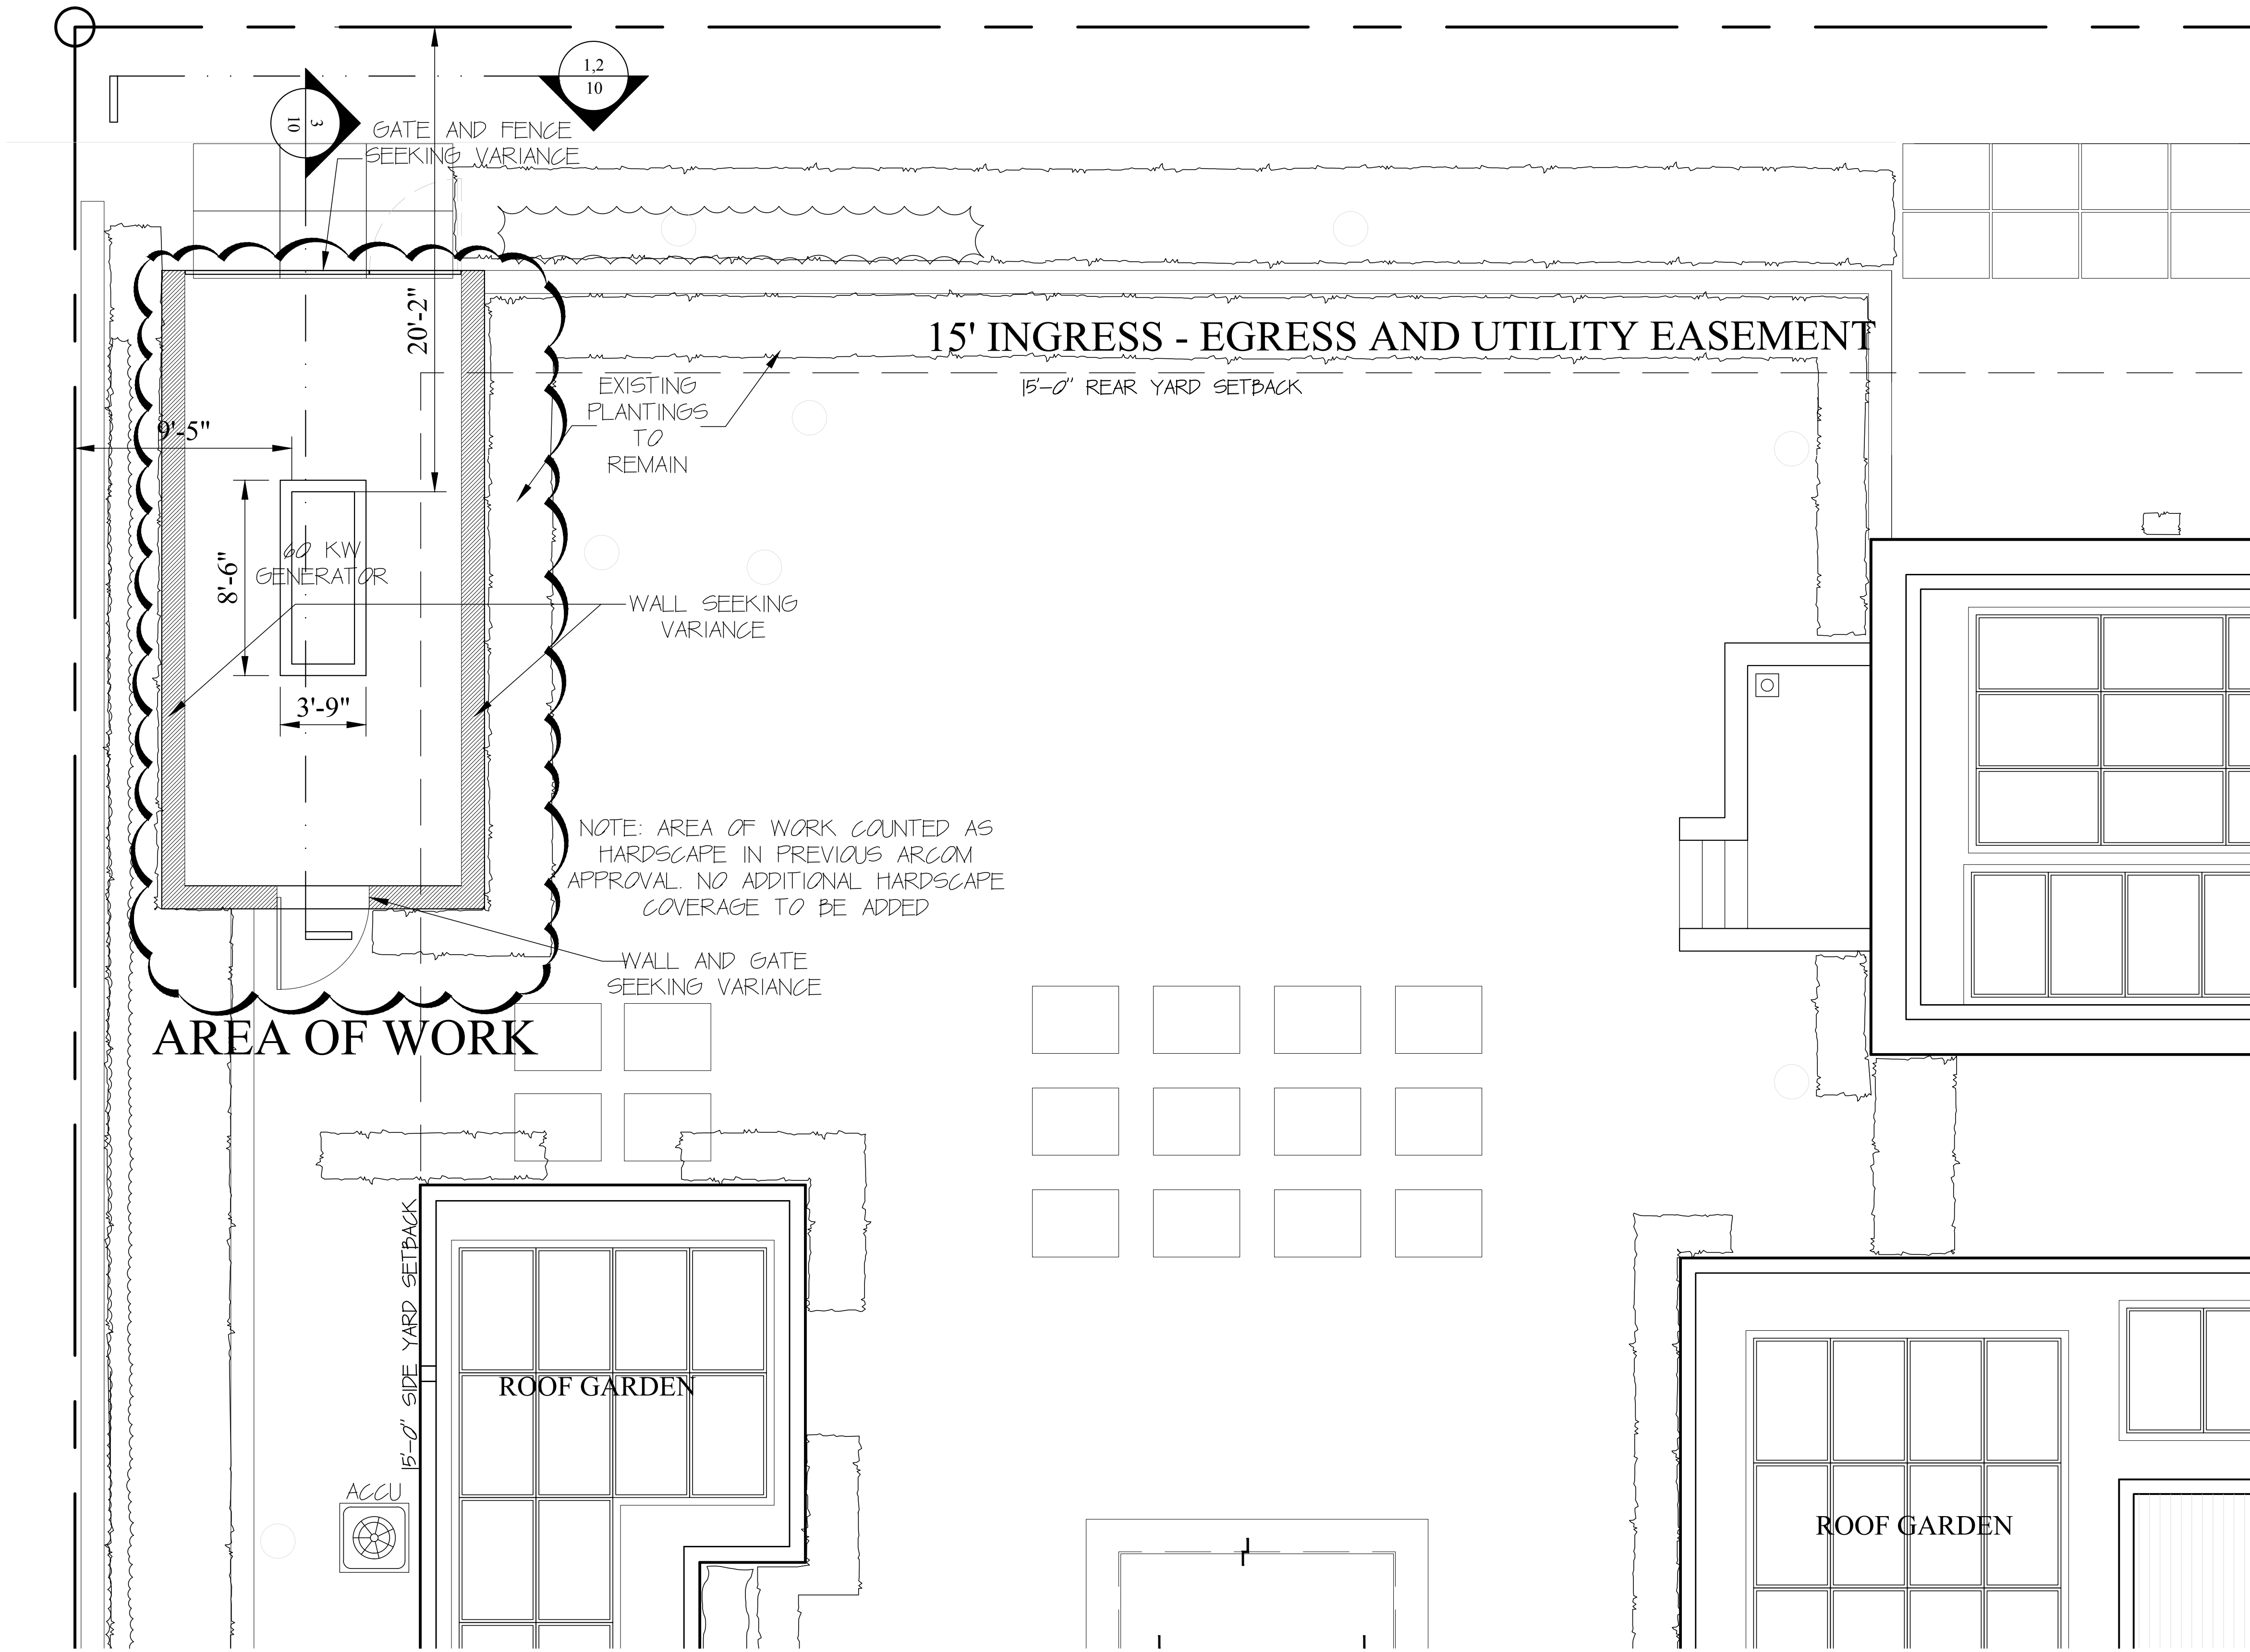 1,2
10
3
10
GATE AND FENCE
SEEKING VARIANCE
20'-2"
15' INGRESS - EGRESS AND UTILITY EASEMENT
15'-0" REAR YARD SETBACK
EXISTING
PLANTINGS
TO
REMAIN
9'-5"
60 KW
GENERATOR
8'-6"
WALL SEEKING
VARIANCE
3'-9"
NOTE: AREA OF WORK COUNTED AS
HARDSCAPE IN PREVIOUS ARCOM
APPROVAL. NO ADDITIONAL HARDSCAPE
COVERAGE TO BE ADDED
WALL AND GATE
SEEKING VARIANCE
AREA OF WORK
15'-0" SIDE YARD SETBACK
ROOF GARDEN
ACCU
ROOF GARDEN